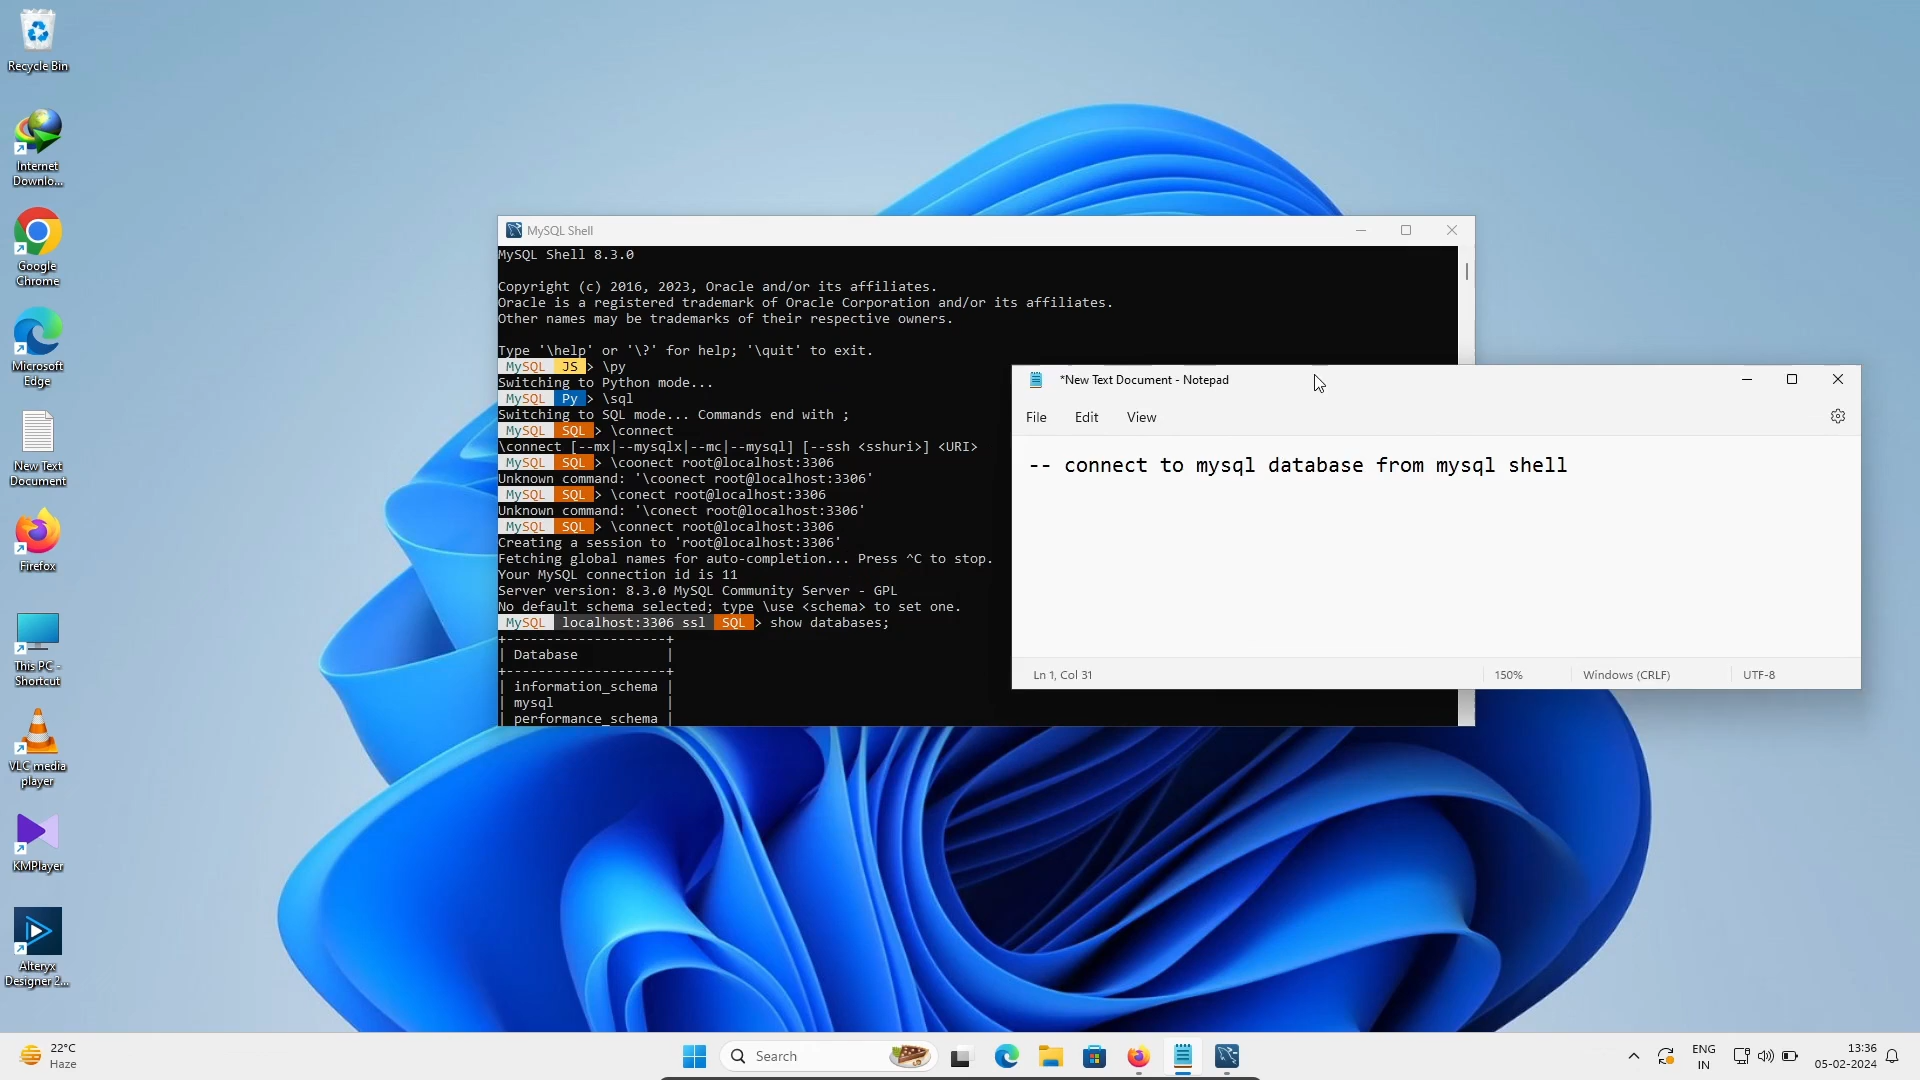 Recycle Bin
Internet
Downlo...
Google
Chrome
Microsoft
Edge
New Text
Document
Firefox
This PC -
Shortcut
VLC media
player
KMPlayer
Alteryx
Designer 2...
MySQL Shell
MySQL Shell 8.3.0
Copyright (c) 2016, 2023, Oracle and/or its affiliates.
Oracle is a registered trademark of Oracle Corporation and/or its affiliates.
Other names may be trademarks of their respective owners.
Type '\help' or '\?' for help; '\quit' to exit.
MySQL JS > \py
Switching to Python mode...
MySQL Py > \sql
Switching to SQL mode... Commands end with ;
MySQL SQL > \connect
\connect [--mx|--mysqlx|--mc|--mysql] [--ssh <sshuri>] <URI>
MySQL SQL > \coonect root@localhost:3306
Unknown command: '\coonect root@localhost:3306'
MySQL SQL > \conect root@localhost:3306
Unknown command: '\conect root@localhost:3306'
MySQL SQL > \connect root@localhost:3306
Creating a session to 'root@localhost:3306'
Fetching global names for auto-completion... Press ^C to stop.
Your MySQL connection id is 11
Server version: 8.3.0 MySQL Community Server - GPL
No default schema selected; type \use <schema> to set one.
MySQL localhost:3306 ssl SQL > show databases;
+--------------------+
| Database           |
+--------------------+
| information_schema |
| mysql
| performance_schema |
*New Text Document - Notepad
File Edit View
-- connect to mysql database from mysql shell
Ln 1, Col 31 150% Windows (CRLF) UTF-8
22°C
Haze
Search
ENG
IN
13:36
05-02-2024